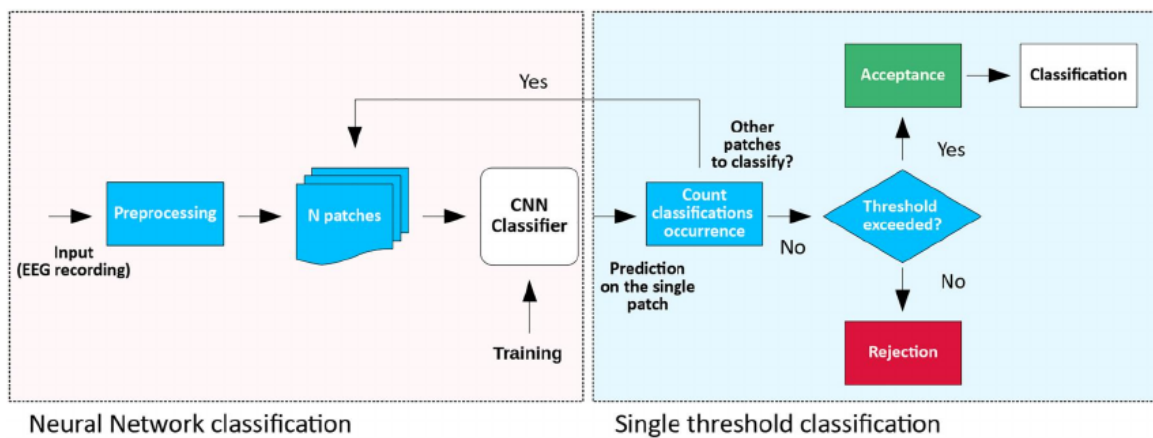 Acceptance
Classification
Yes
Other
patches
to classify?
Yes
Preprocessing
N patches
CNN
Classifier
Count
classifications
occurrence
Threshold
exceeded?
No
Input
(EEG recording)
Prediction
on the single
patch
No
Training
Rejection
Neural Network classification
Single threshold classification